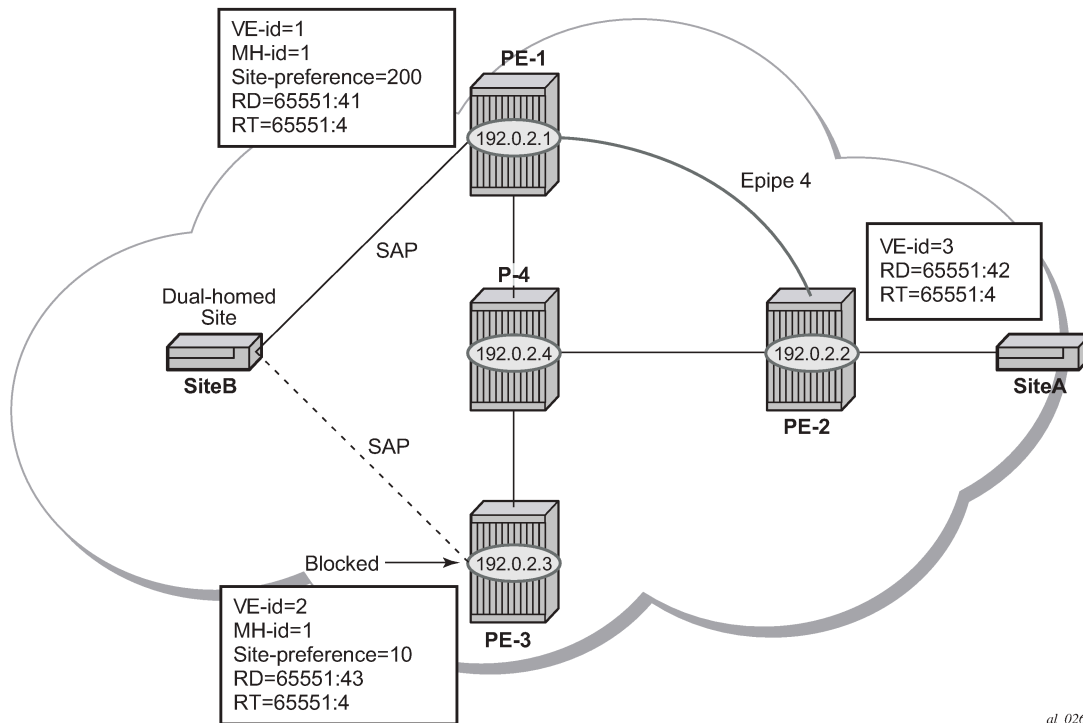 VE-id=1
MH-id=1
Site-preference=200
RD=65551:41
RT=65551:4
PE-1
192.0.2.1
Epipe 4
SAP
VE-id=3
RD=65551:42
RT=65551:4
P-4
Dual-homed
Site
192.0.2.4
192.0.2.2
SiteB
SiteA
PE-2
SAP
Blocked
192.0.2.3
VE-id=2
MH-id=1
Site-preference=10
RD=65551:43
RT=65551:4
PE-3
al_026